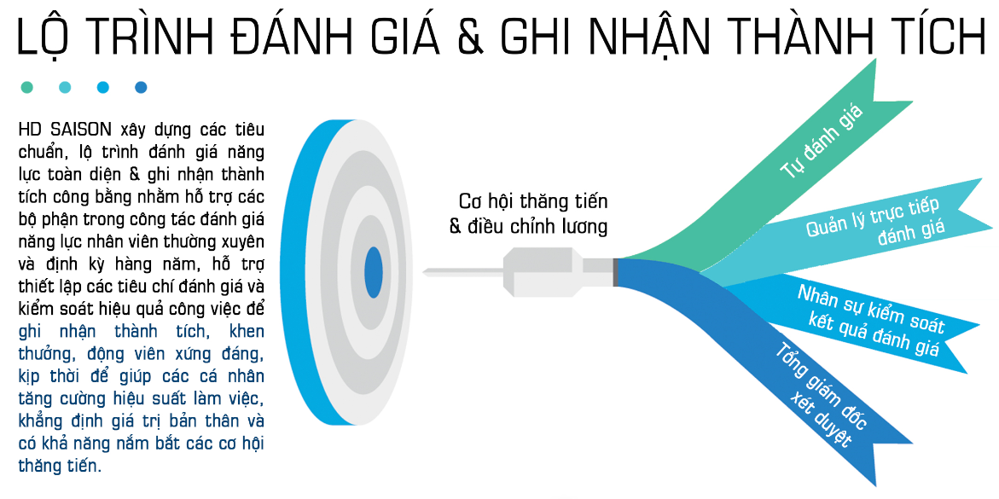 LỘ TRÌNH ĐÁNH GIÁ & GHI NHẬN THÀNH TÍCH
HD SAISON xây dựng các tiêu
chuẩn, lộ trình đánh giá năng
lực toàn diện & ghi nhận thành
tích công bằng nhằm hỗ trợ các
bộ phận trong công tác đánh giá
năng lực nhân viên thường xuyên
và định kỳ hàng năm, hỗ trợ
thiết lập các tiêu chí đánh giá và
kiểm soát hiệu quả công việc để
ghi nhận thành tích, khen
thưởng, động viên xứng đáng,
kịp thời để giúp các cá nhân
tăng cường hiệu suất làm việc,
khẳng định giá trị bản thân và
có khả năng nắm bắt các cơ hội
thăng tiến.
Cơ hội thăng tiến
& điều chỉnh lương
Tự đánh giá
Quản lý trực tiếp
đánh giá
Nhân sự kiểm soát
kết quả đánh giá
Tổng giám đốc
xét duyệt